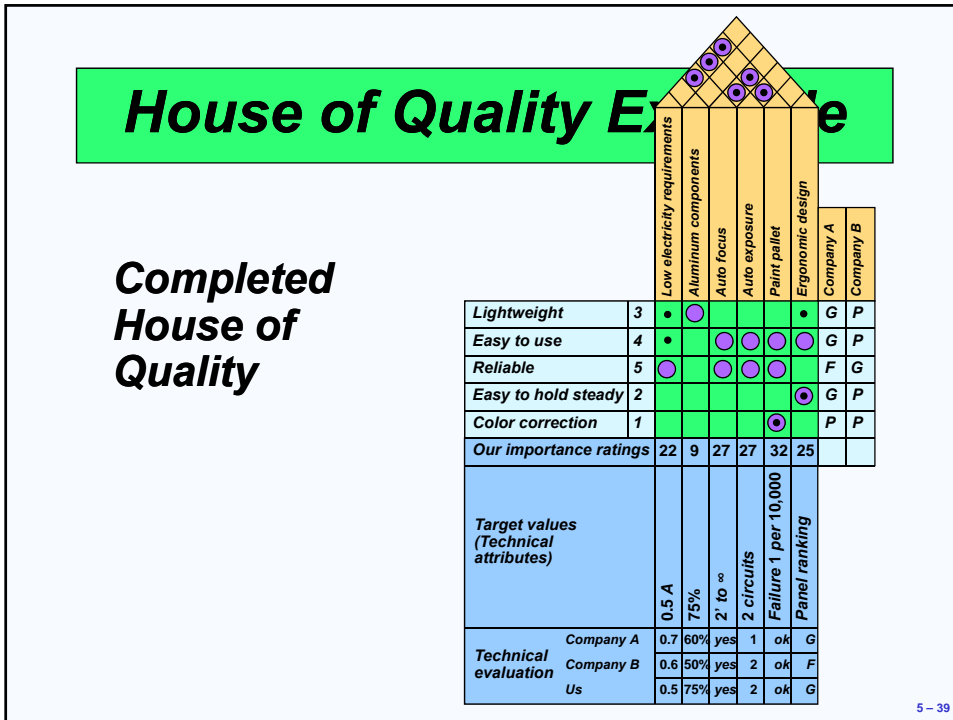 House of Quality Ex le
Completed
House of
Quality
Low electricity requirements
Aluminum components
Auto focus
Auto exposure
Paint pallet
Ergonomic design
Company A
Company B
Lightweight 3 G P
Easy to use 4 G P
Reliable 5 F G
Easy to hold steady 2 G P
Color correction 1 P P
Our importance ratings 22 9 27 27 32 25
Target values
(Technical
attributes)
0.5 A
75%
2' to ∞
2 circuits
Failure 1 per 10,000
Panel ranking
Technical
evaluation
Company A 0.7 60% yes 1 ok G
Company B 0.6 50% yes 2 ok F
Us 0.5 75% yes 2 ok G
5 – 39